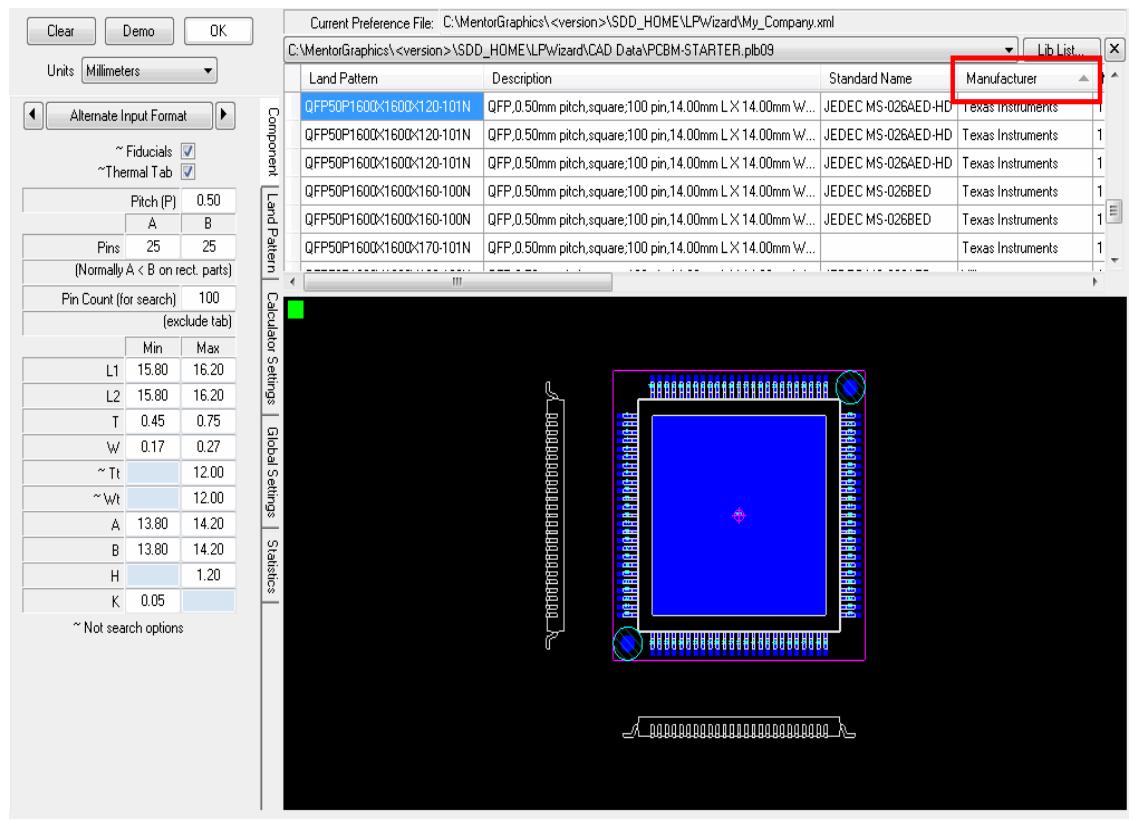 Clear Demo OK
Units Millimeters
Current Preference File: C:\MentorGraphics\<version>\SDD_HOME\LPWizard\My_Company.xml
C:\MentorGraphics\<version>\SDD_HOME\LPWizard\CAD Data\PCBM-STARTER.plb09 Lib List... X
Land Pattern Description Standard Name Manufacturer
QFP50P1600X1600X120-101N QFP,0.50mm pitch,square;100 pin,14.00mm L X 14.00mm W... JEDEC MS-026AED-HD Texas Instruments 1
QFP50P1600X1600X120-101N QFP,0.50mm pitch,square;100 pin,14.00mm L X 14.00mm W... JEDEC MS-026AED-HD Texas Instruments 1
QFP50P1600X1600X120-101N QFP,0.50mm pitch,square;100 pin,14.00mm L X 14.00mm W... JEDEC MS-026AED-HD Texas Instruments 1
QFP50P1600X1600X160-100N QFP,0.50mm pitch,square;100 pin,14.00mm L X 14.00mm W... JEDEC MS-026BED Texas Instruments 1
QFP50P1600X1600X160-100N QFP,0.50mm pitch,square;100 pin,14.00mm L X 14.00mm W... JEDEC MS-026BED Texas Instruments 1
QFP50P1600X1600X170-101N QFP,0.50mm pitch,square;100 pin,14.00mm L X 14.00mm W... Texas Instruments 1
Alternate Input Format
~ Fiducials
~Thermal Tab
Pitch (P) 0.50
A B
Pins 25 25
(Normally A < B on rect. parts)
Pin Count (for search) 100
(exclude tab)
Min Max
L1 15.80 16.20
L2 15.80 16.20
T 0.45 0.75
W 0.17 0.27
~ Tt 12.00
~ Wt 12.00
A 13.80 14.20
B 13.80 14.20
H 1.20
K 0.05
~ Not search options
Component
Land Pattern
Calculator Settings
Global Settings
Statistics